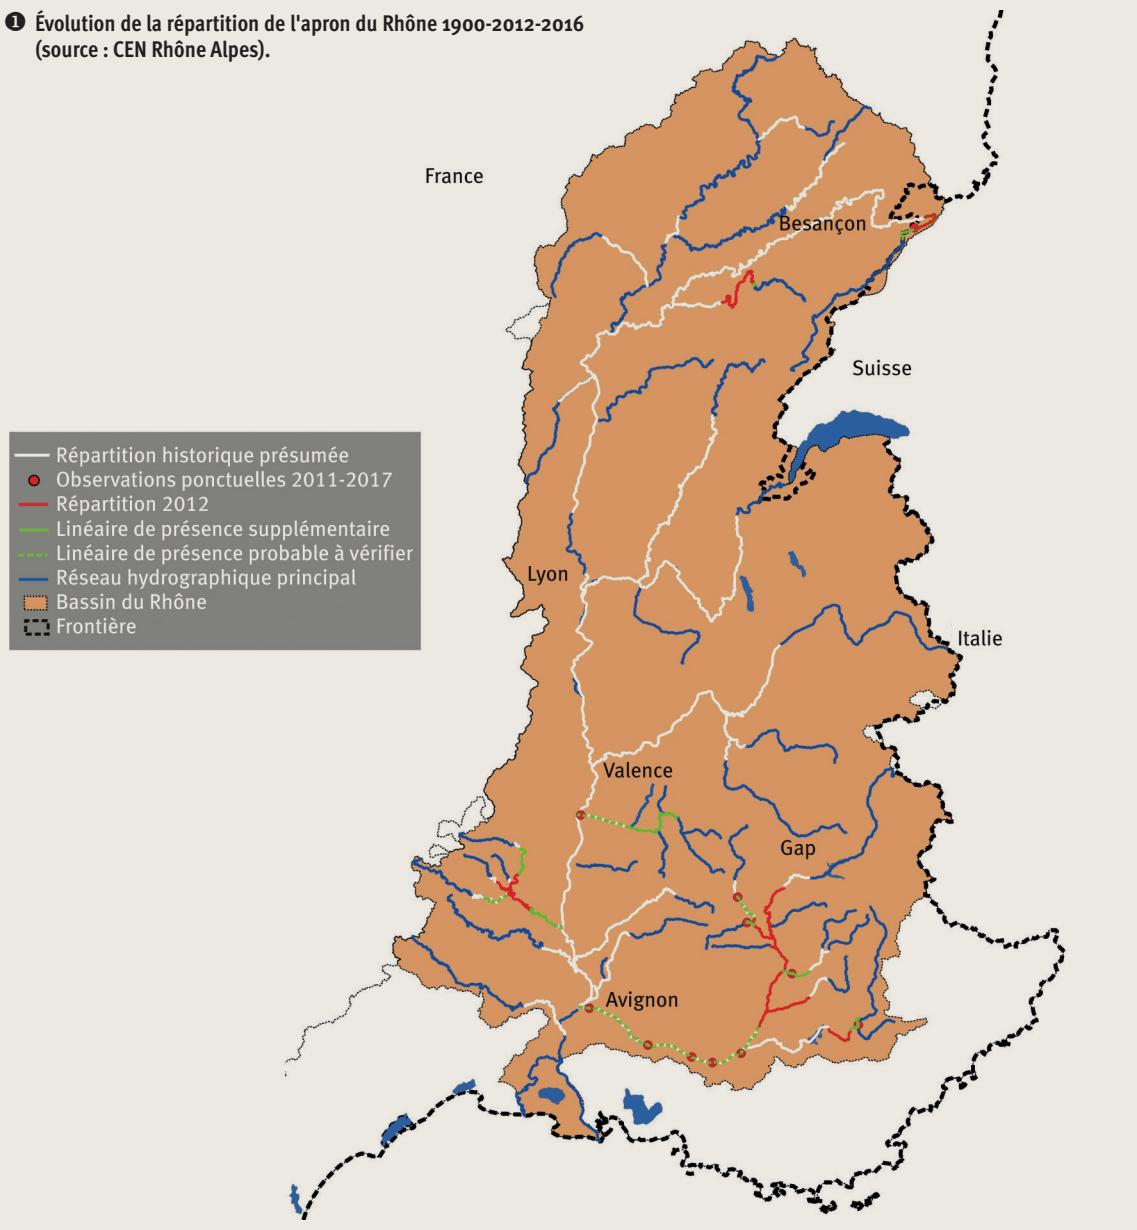 ❶ Évolution de la répartition de l'apron du Rhône 1900-2012-2016
(source : CEN Rhône Alpes).
France
Besançon
Suisse
Répartition historique présumée
Observations ponctuelles 2011-2017
Répartition 2012
Linéaire de présence supplémentaire
Linéaire de présence probable à vérifier
Réseau hydrographique principal
Bassin du Rhône
Frontière
Lyon
Italie
Valence
Gap
Avignon